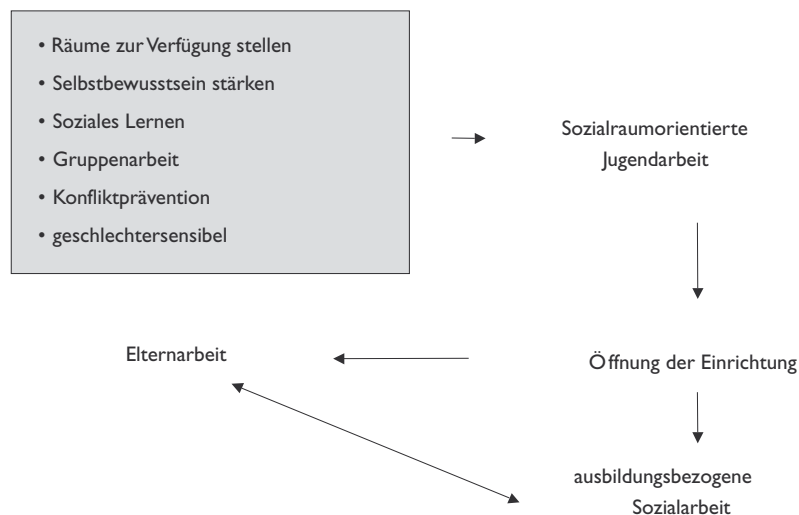 • Räume zur Verfügung stellen
• Selbstbewusstsein stärken
• Soziales Lernen
• Gruppenarbeit
• Konfliktprävention
• geschlechtersensibel
Sozialraumorientierte
Jugendarbeit
Elternarbeit
Öffnung der Einrichtung
ausbildungsbezogene
Sozialarbeit